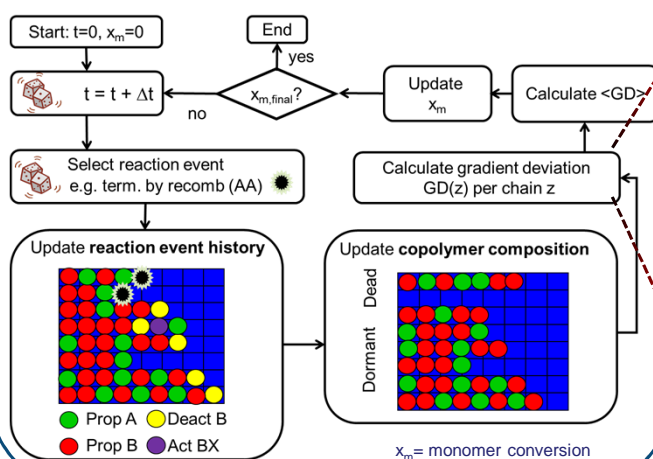 Start: t=0, x_m=0
End
yes
t = t + Δt
no
x_m,final?
Update
x_m
Calculate <GD>
Select reaction event
e.g. term. by recomb (AA)
Calculate gradient deviation
GD(z) per chain z
Update reaction event history
Prop A
Deact B
Prop B
Act BX
Update copolymer composition
Dead
Dormant
x_m= monomer conversion